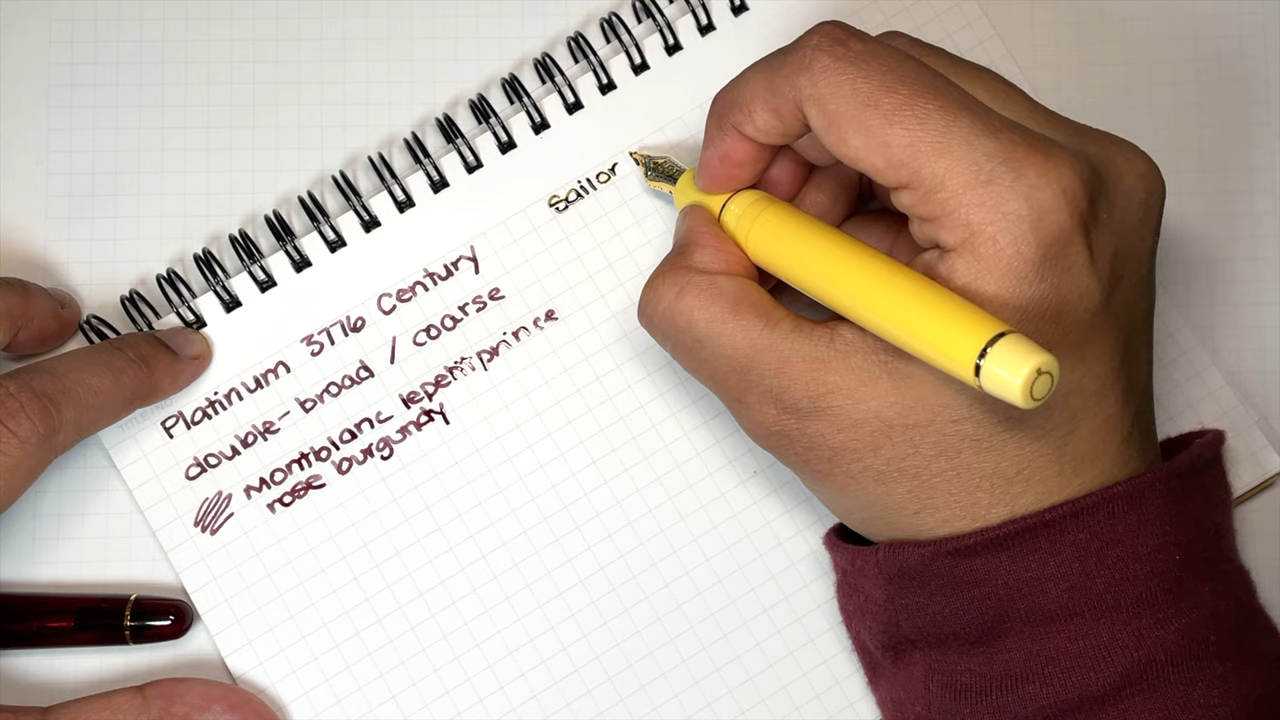 Sailor
Platinum 3776 Century
double-broad / coarse
montblanc lepetitprince
rose burgundy